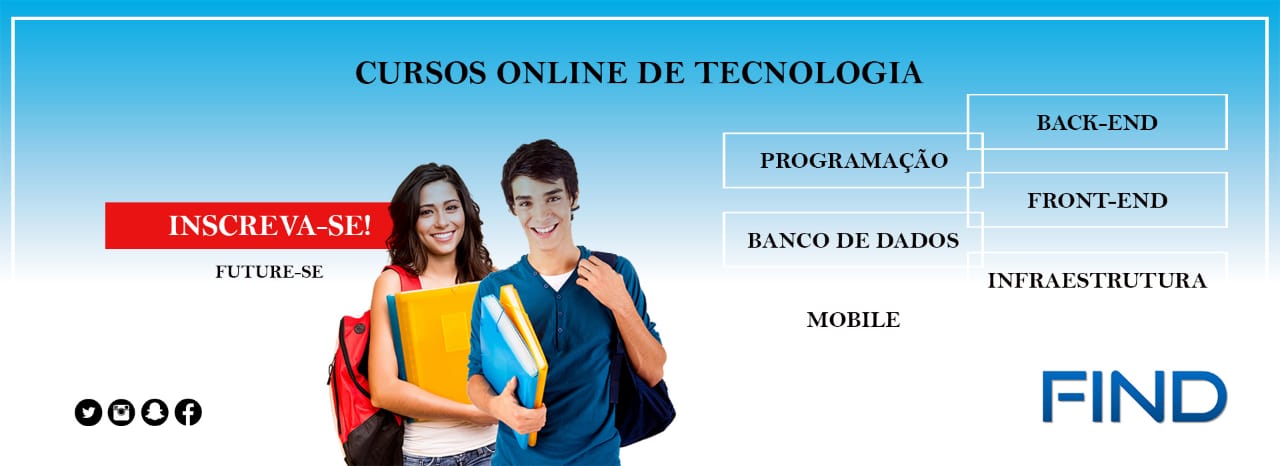 CURSOS ONLINE DE TECNOLOGIA
BACK-END
PROGRAMAÇÃO
FRONT-END
INSCREVA-SE!
BANCO DE DADOS
FUTURE-SE
INFRAESTRUTURA
MOBILE
FIND